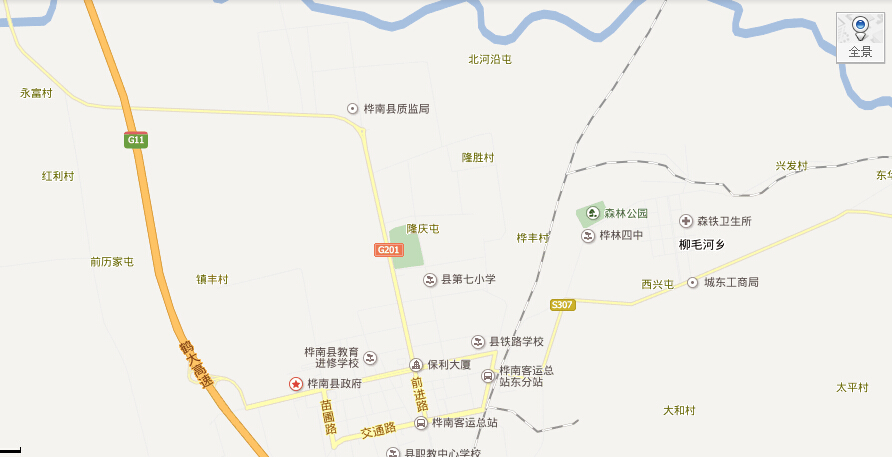 全景
北河沿屯
永富村
桦南县质监局
G11
隆胜村
兴发村
红利村
东华
森林公园
森铁卫生所
隆庆屯
桦丰村
桦林四中
柳毛河乡
G201
前历家屯
镇丰村
县第七小学
西兴屯
城东工商局
S307
鹤大高速
县铁路学校
桦南县教育
进修学校
保利大厦
桦南客运总
站东分站
桦南县政府
太平村
前进路
苗圃路
大和村
交通路
桦南客运总站
县职教中心学校